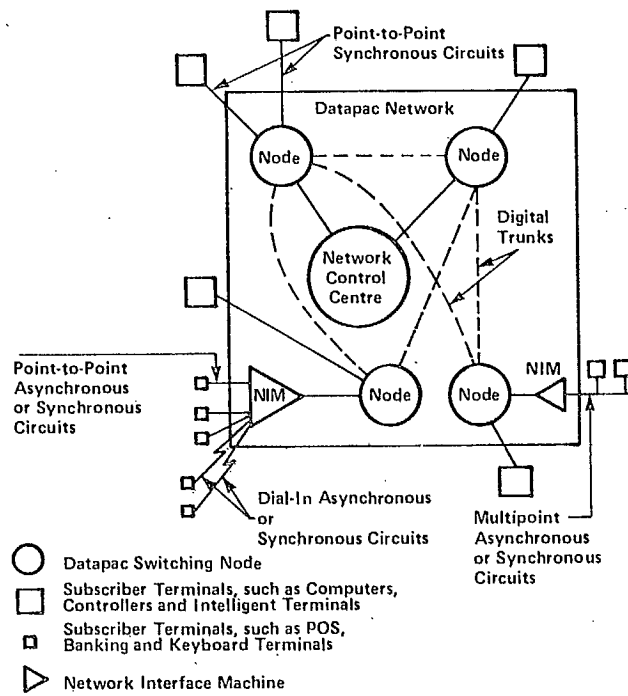 Point-to-Point
Synchronous Circuits
Datapac Network
Node
Node
Digital
Trunks
Network
Control
Centre
Point-to-Point
Asynchronous
or Synchronous
Circuits
NIM
Node
Node
NIM
Dial-In Asynchronous
or
Synchronous Circuits
Multipoint
Asynchronous
or Synchronous
Circuits
Datapac Switching Node
Subscriber Terminals, such as Computers,
Controllers and Intelligent Terminals
Subscriber Terminals, such as POS,
Banking and Keyboard Terminals
Network Interface Machine